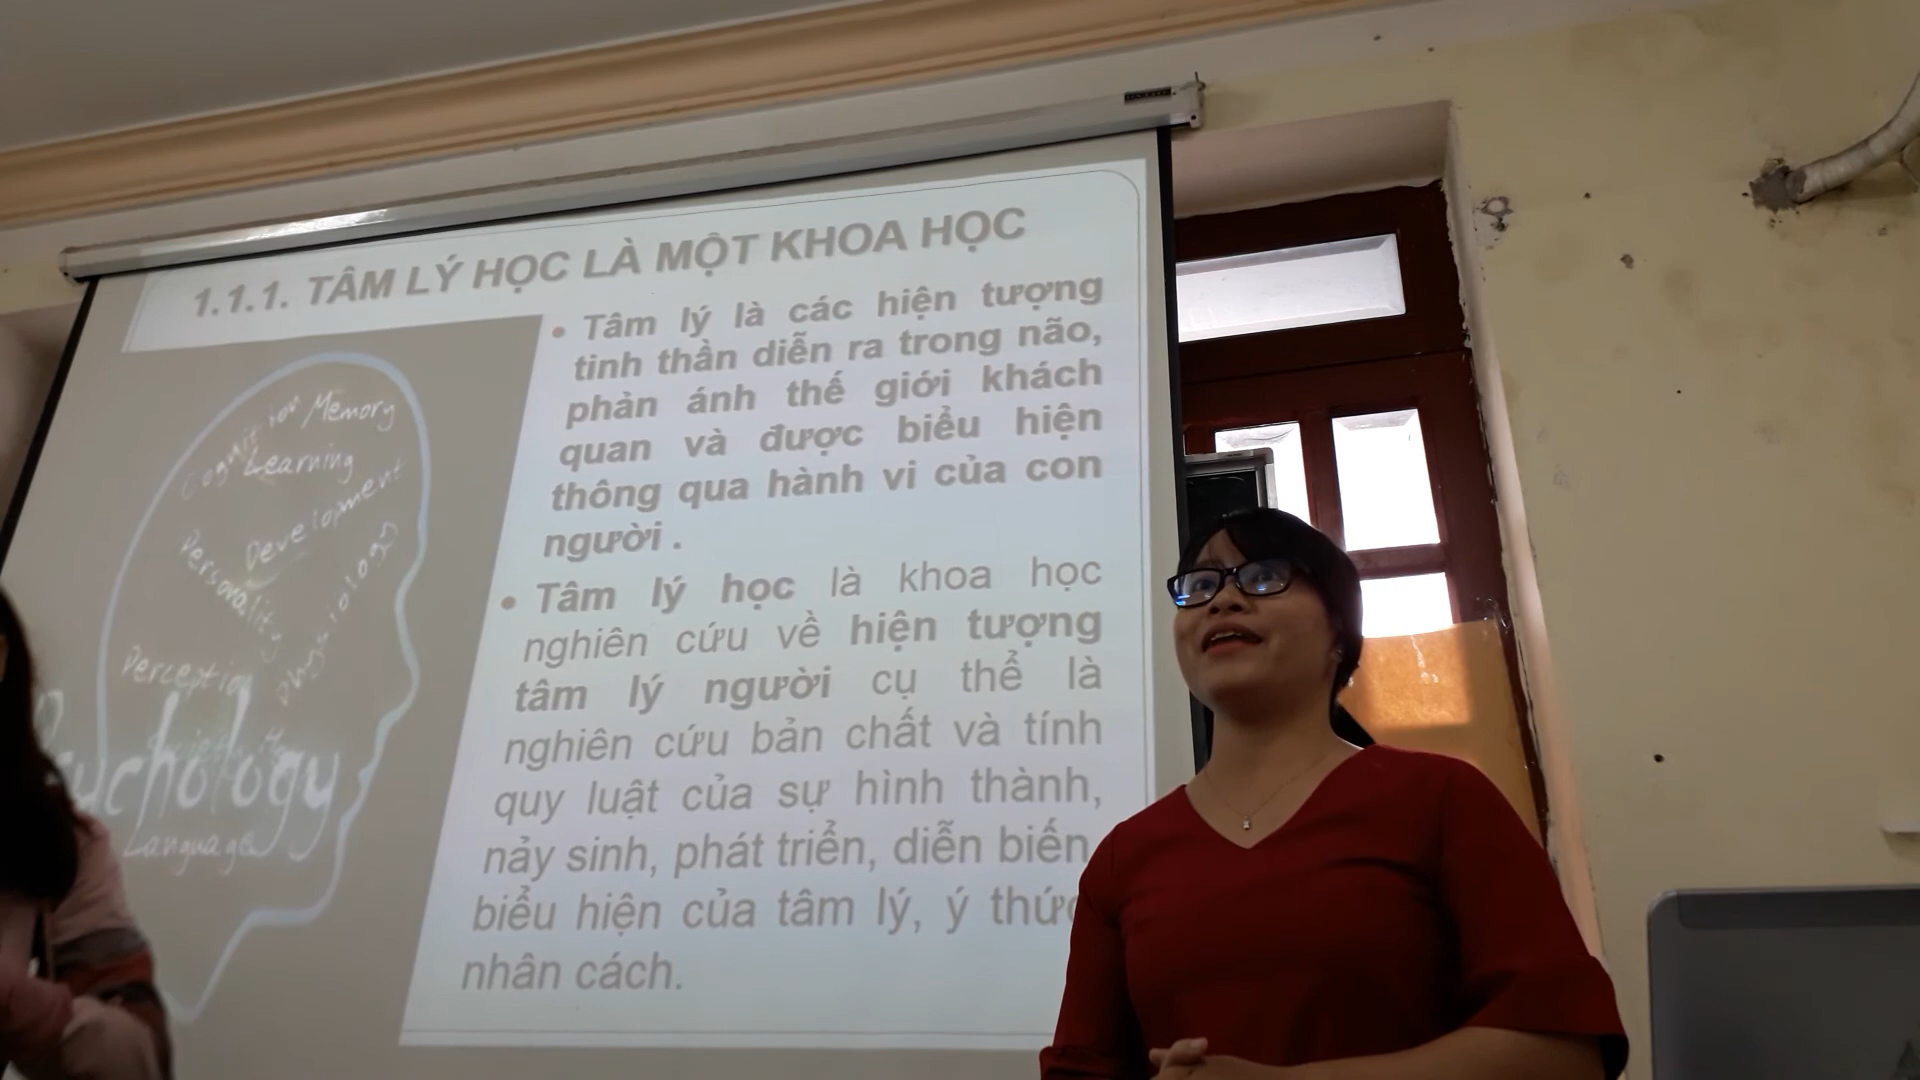 1.1.1. TÂM LÝ HỌC LÀ MỘT KHOA HỌC
• Tâm lý là các hiện tượng
tinh thần diễn ra trong não,
phản ánh thế giới khách
quan và được biểu hiện
thông qua hành vi của con
người .
• Tâm lý học là khoa học
nghiên cứu về hiện tượng
tâm lý người cụ thể là
nghiên cứu bản chất và tính
quy luật của sự hình thành,
nảy sinh, phát triển, diễn biến
biểu hiện của tâm lý, ý thức
nhân cách.
Cognition Memory
Learning
Development
Personality
Physiology
Perception
Psychology
Language